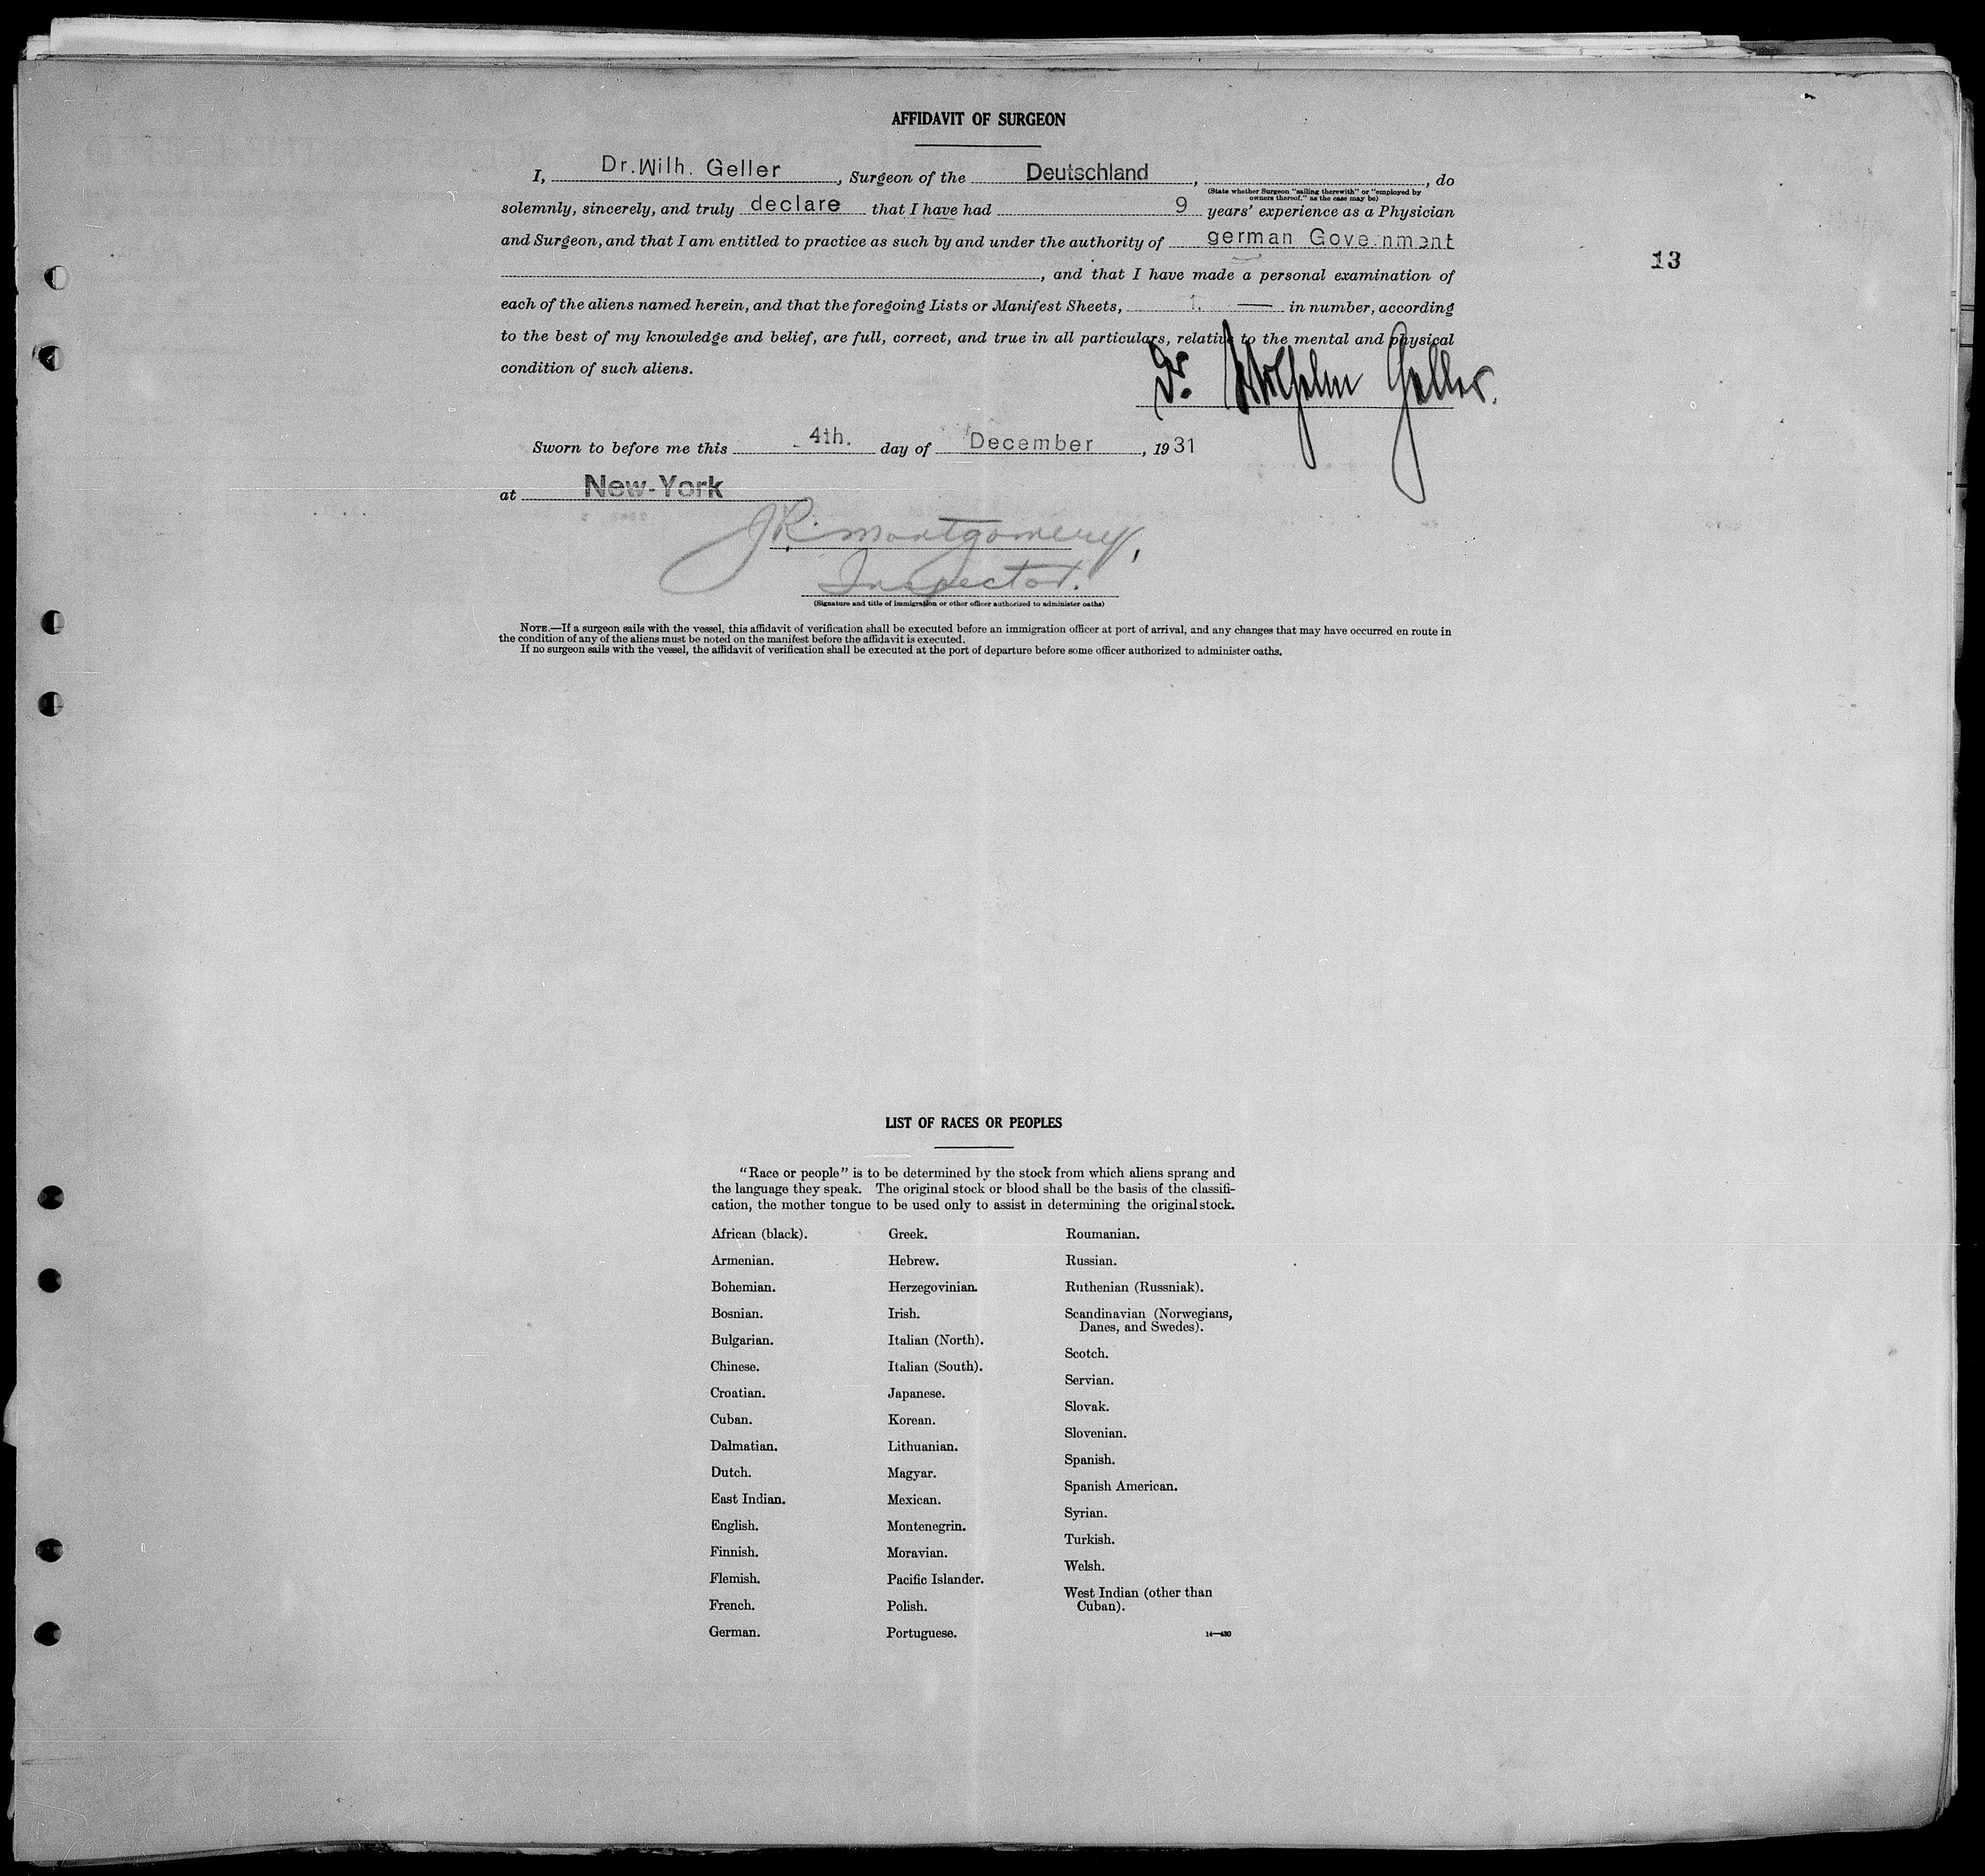 AFFIDAVIT OF SURGEON
I, Dr. Wilh. Geller, Surgeon of the Deutschland, , do
(State whether Surgeon "sailing therewith" or "employed by
owners thereof," as the case may be)
solemnly, sincerely, and truly declare that I have had 9 years' experience as a Physician
and Surgeon, and that I am entitled to practice as such by and under the authority of german Government
, and that I have made a personal examination of
13
each of the aliens named herein, and that the foregoing Lists or Manifest Sheets, 1. — in number, according
to the best of my knowledge and belief, are full, correct, and true in all particulars, relative to the mental and physical
condition of such aliens.
Dr. Wilhelm Geller.
Sworn to before me this 4th. day of December, 1931
at New-York
JR. Montgomery,
Inspector.
(Signature and title of immigration or other officer authorized to administer oaths)
NOTE.—If a surgeon sails with the vessel, this affidavit of verification shall be executed before an immigration officer at port of arrival, and any changes that may have occurred en route in
the condition of any of the aliens must be noted on the manifest before the affidavit is executed.
If no surgeon sails with the vessel, the affidavit of verification shall be executed at the port of departure before some officer authorized to administer oaths.
LIST OF RACES OR PEOPLES
"Race or people" is to be determined by the stock from which aliens sprang and
the language they speak. The original stock or blood shall be the basis of the classifi-
cation, the mother tongue to be used only to assist in determining the original stock.
African (black).
Armenian.
Bohemian.
Bosnian.
Bulgarian.
Chinese.
Croatian.
Cuban.
Dalmatian.
Dutch.
East Indian.
English.
Finnish.
Flemish.
French.
German.
Greek.
Hebrew.
Herzegovinian.
Irish.
Italian (North).
Italian (South).
Japanese.
Korean.
Lithuanian.
Magyar.
Mexican.
Montenegrin.
Moravian.
Pacific Islander.
Polish.
Portuguese.
Roumanian.
Russian.
Ruthenian (Russniak).
Scandinavian (Norwegians,
Danes, and Swedes).
Scotch.
Servian.
Slovak.
Slovenian.
Spanish.
Spanish American.
Syrian.
Turkish.
Welsh.
West Indian (other than
Cuban).
14—430